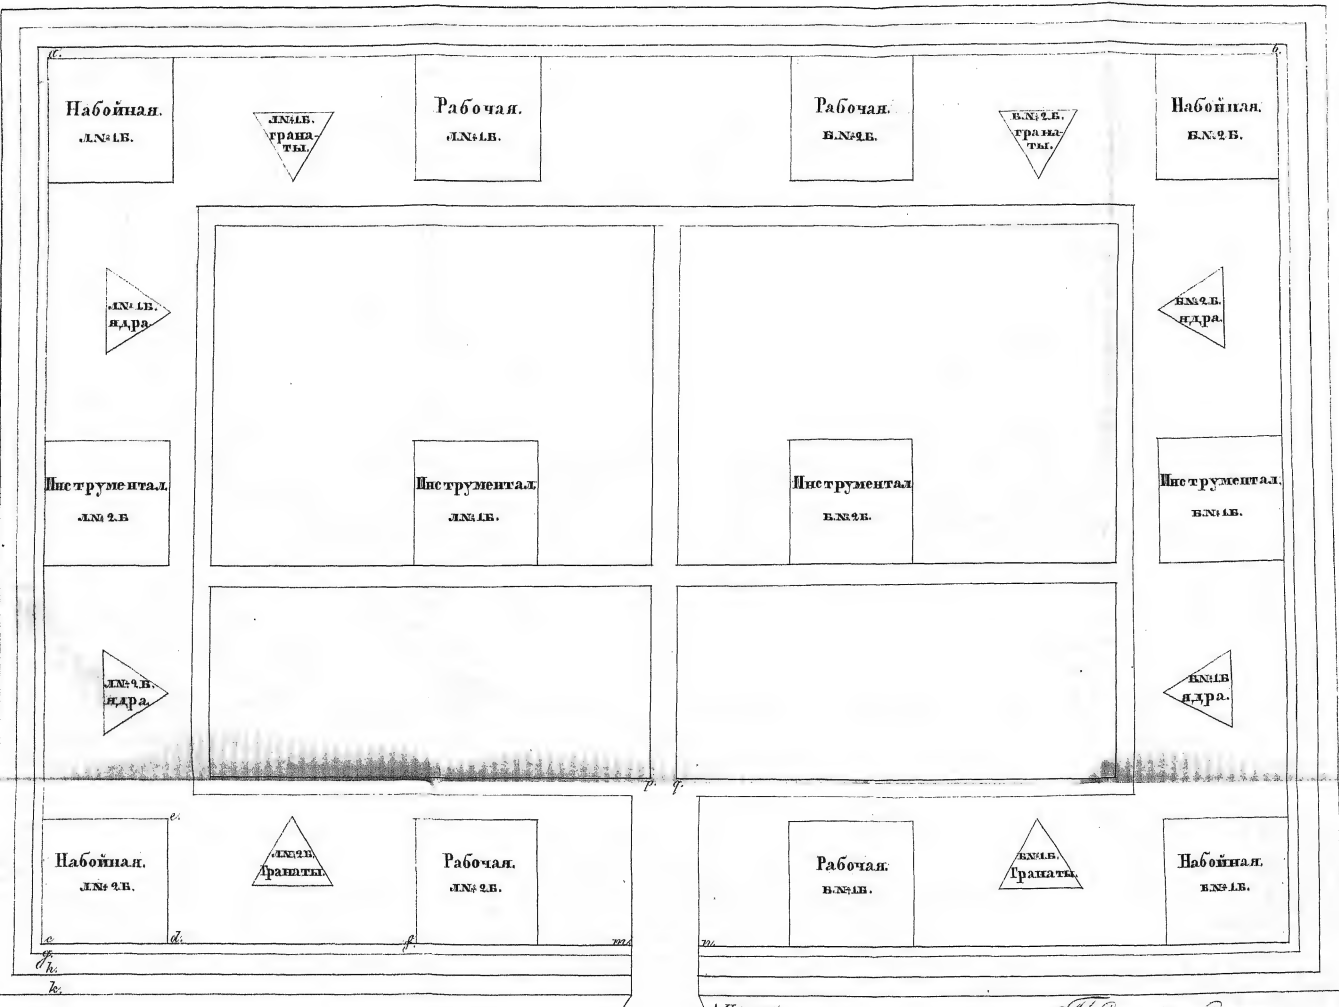 a.
b.
Набойная.
Л.№1.Б.
Л.№1.Б.
грана-
ты.
Рабочая.
Л.№1.Б.
Рабочая.
Б.№2.Б.
Б.№2.Б.
грана-
ты.
Набойная.
Б.№2.Б.
Л.№1.Б.
ядра.
Б.№2.Б.
ядра.
Инструментал.
Л.№2.Б
Инструментал.
Л.№1.Б.
Инструментал
Б.№2.Б.
Инструментал.
Б.№1.Б.
Л.№2.Б.
ядра.
Б.№1.Б
ядра.
p.
q.
e.
Набойная.
Л.№2.Б.
Л.№2.Б.
Гранаты.
Рабочая.
Л.№2.Б.
Рабочая.
Б.№1.Б.
Б.№1.Б.
Гранаты.
Набойная.
Б.№1.Б.
c
d.
f.
m.
n.
g.
h.
k.